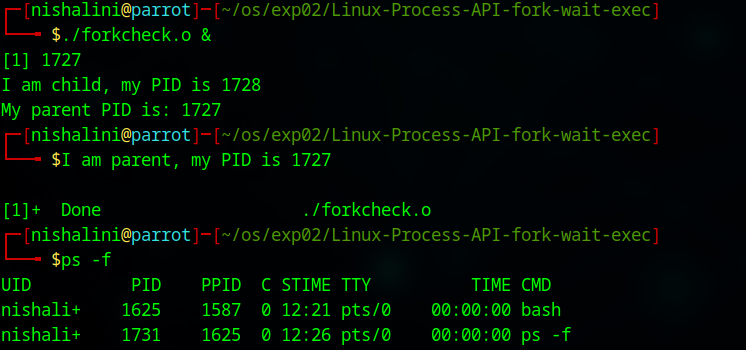 ┌─[nishalini@parrot]─[~/os/exp02/Linux-Process-API-fork-wait-exec]
└──╼ $./forkcheck.o &
[1] 1727
I am child, my PID is 1728
My parent PID is: 1727
┌─[nishalini@parrot]─[~/os/exp02/Linux-Process-API-fork-wait-exec]
└──╼ $I am parent, my PID is 1727
[1]+  Done                    ./forkcheck.o
┌─[nishalini@parrot]─[~/os/exp02/Linux-Process-API-fork-wait-exec]
└──╼ $ps -f
UID          PID    PPID  C STIME TTY          TIME CMD
nishali+    1625    1587  0 12:21 pts/0    00:00:00 bash
nishali+    1731    1625  0 12:26 pts/0    00:00:00 ps -f